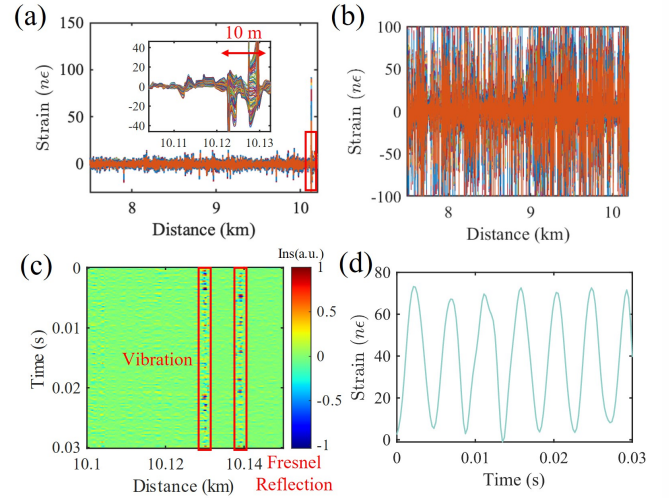 (a)
150
100
50
0
Strain (nϵ)
10 m
40
20
0
-20
-40
10.11
10.12
10.13
8
9
10
Distance (km)
(b)
100
50
0
-50
-100
Strain (nϵ)
8
9
10
Distance (km)
(c)
Ins(a.u.)
0
0.01
0.02
0.03
Time (s)
Vibration
1
0.5
0
-0.5
-1
10.1
10.12
10.14
Distance (km)
Fresnel
Reflection
(d)
80
60
40
20
0
Strain (nϵ)
0
0.01
0.02
0.03
Time (s)